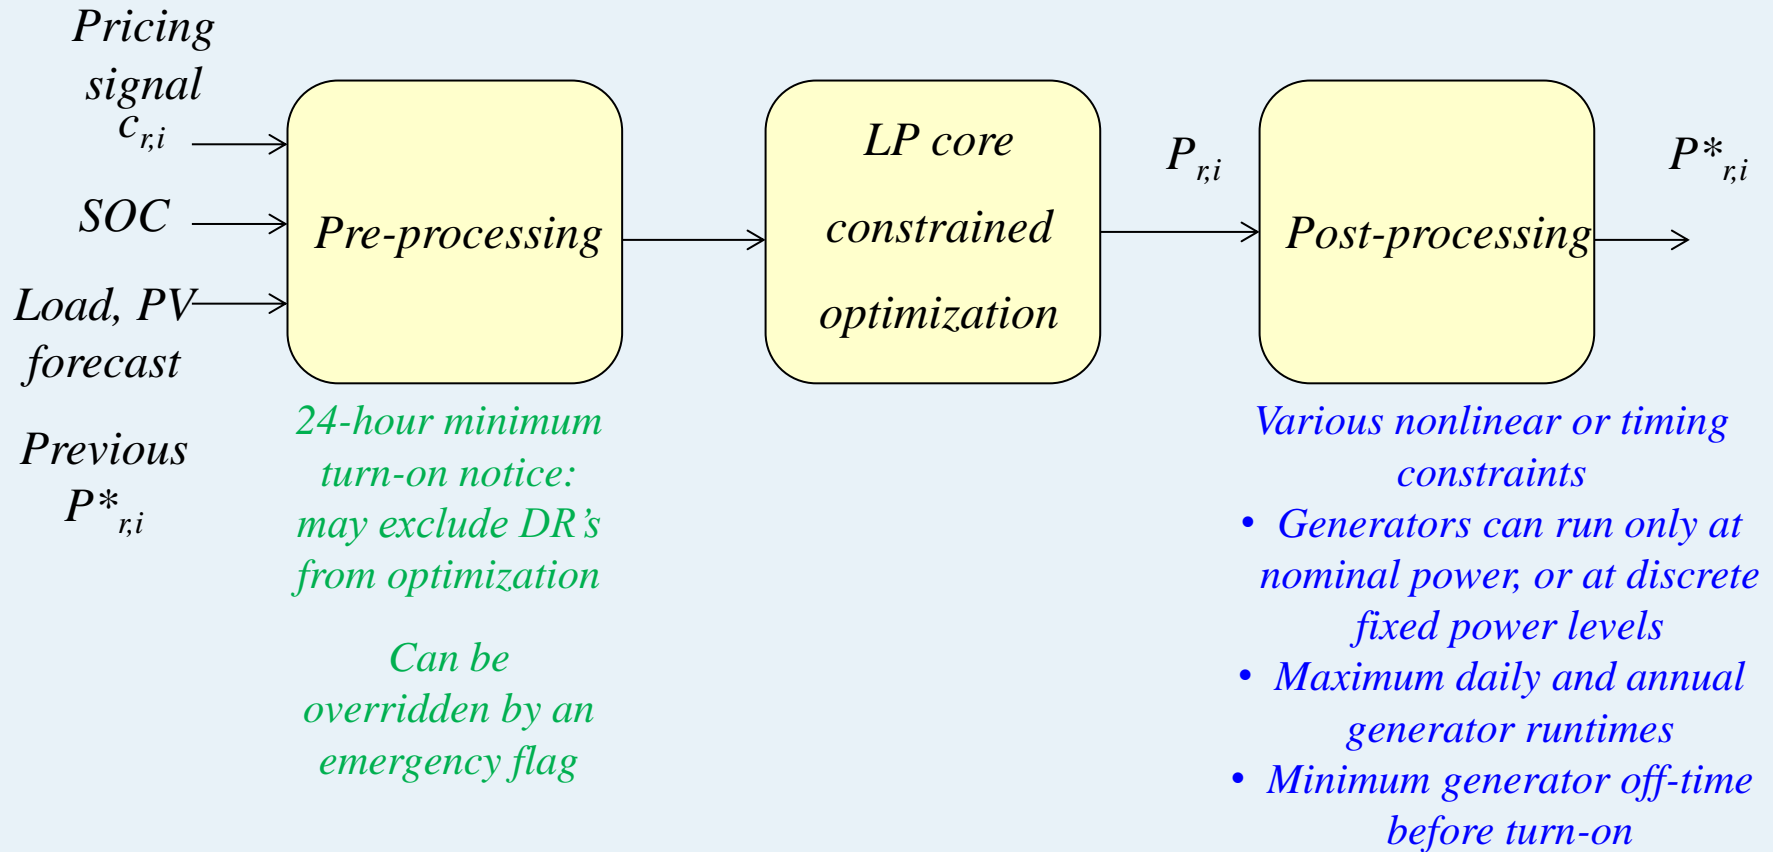 Pricing
signal
c_{r,i}
SOC
Load, PV
forecast
Previous
P*_{r,i}
Pre-processing
24-hour minimum
turn-on notice:
may exclude DR’s
from optimization
Can be
overridden by an
emergency flag
LP core
constrained
optimization
P_{r,i}
Post-processing
P*_{r,i}
Various nonlinear or timing
constraints
• Generators can run only at
nominal power, or at discrete
fixed power levels
• Maximum daily and annual
generator runtimes
• Minimum generator off-time
before turn-on